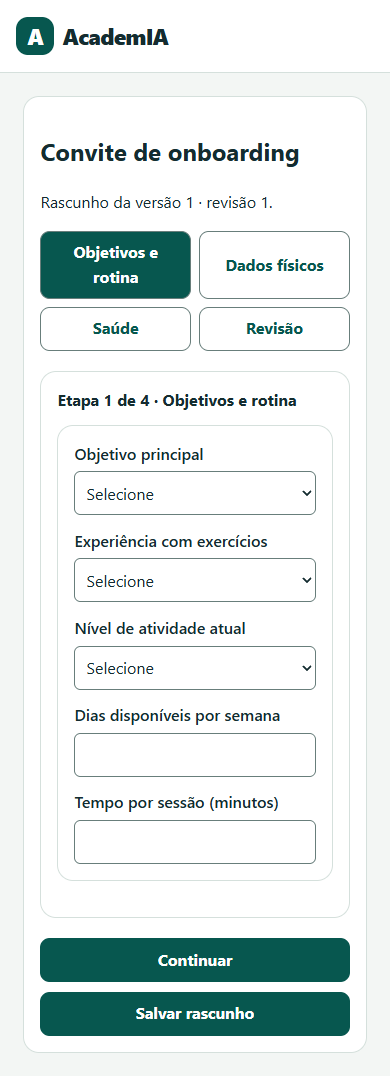 A AcademIA
Convite de onboarding
Rascunho da versão 1 · revisão 1.
Objetivos e
rotina
Dados físicos
Saúde
Revisão
Etapa 1 de 4 · Objetivos e rotina
Objetivo principal
Selecione
Experiência com exercícios
Selecione
Nível de atividade atual
Selecione
Dias disponíveis por semana
Tempo por sessão (minutos)
Continuar
Salvar rascunho